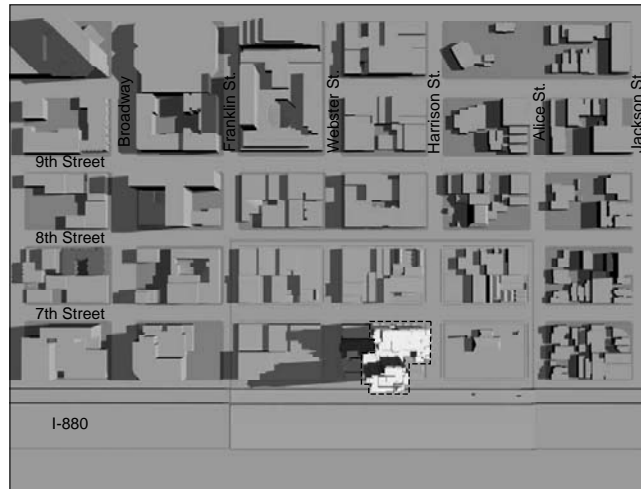 Broadway
Franklin St.
Webster St.
Harrison St.
Alice St.
Jackson St.
9th Street
8th Street
7th Street
I-880